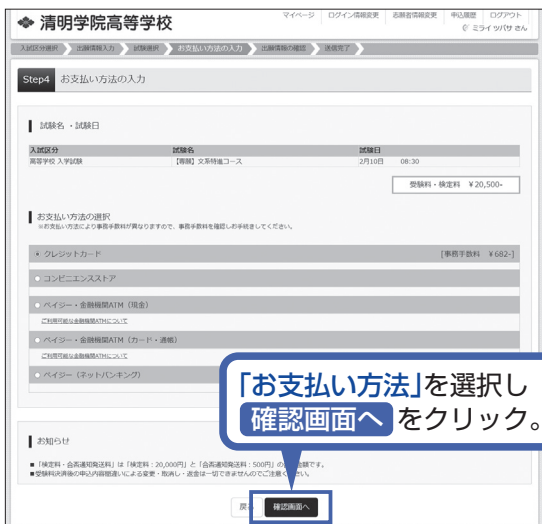 清明学院高等学校
マイページ ログイン情報変更 志願者情報変更 申込履歴 ログアウト
ミライ ツバサ さん
入試区分選択 出願情報入力 試験選択 お支払い方法の入力 出願情報の確認 送信完了
Step4 お支払い方法の入力
試験名 ・試験日
入試区分 試験名 試験日
高等学校 入学試験 【専願】文系特進コース 2月10日 08:30
受験料・検定料 ¥20,500-
お支払い方法の選択
※お支払い方法により事務手数料が異なりますので、事務手数料を確認しお手続きしてください。
クレジットカード [事務手数料 ¥682-]
コンビニエンスストア
ペイジー・金融機関ATM（現金）
ご利用可能な金融機関ATMについて
ペイジー・金融機関ATM（カード・通帳）
ご利用可能な金融機関ATMについて
ペイジー（ネットバンキング）
「お支払い方法」を選択し
確認画面へ をクリック。
お知らせ
■「検定料・合否通知発送料」は「検定料：20,000円」と「合否通知発送料：500円」の 金額です。
■受験料決済後の申込内容間違いによる変更・取消し・返金は一切できませんのでご注意ください。
戻 確認画面へ